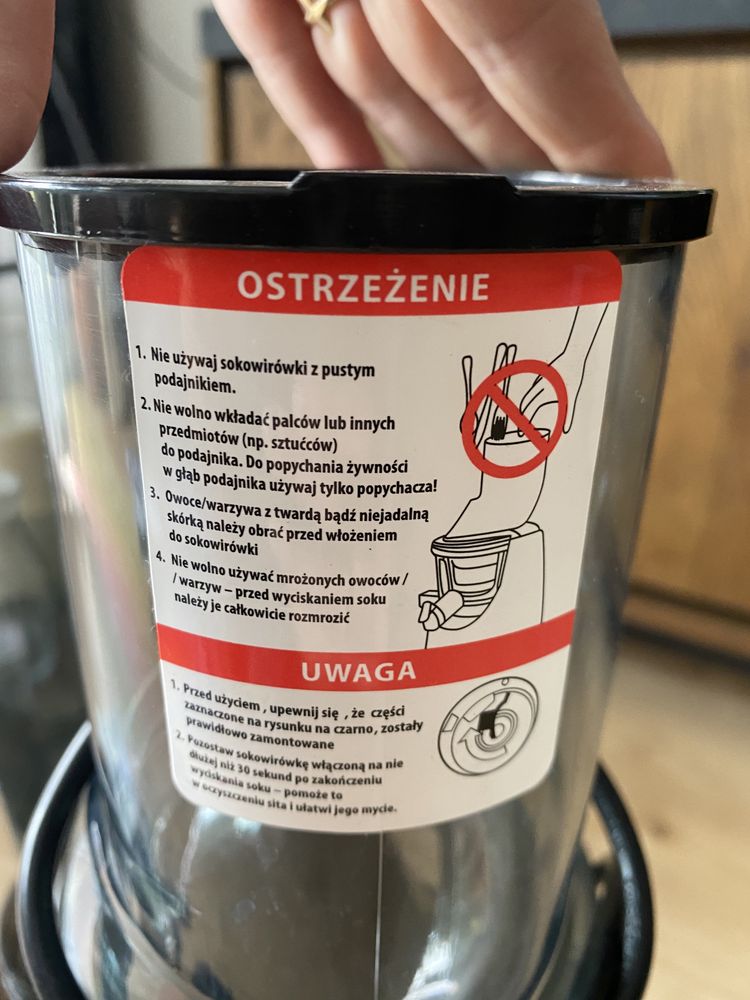 OSTRZEŻENIE
1. Nie używaj sokowirówki z pustym
podajnikiem.
2. Nie wolno wkładać palców lub innych
przedmiotów (np. sztućców)
do podajnika. Do popychania żywności
w głąb podajnika używaj tylko popychacza!
3. Owoce/warzywa z twardą bądź niejadalną
skórką należy obrać przed włożeniem
do sokowirówki
4. Nie wolno używać mrożonych owoców /
/ warzyw – przed wyciskaniem soku
należy je całkowicie rozmrozić
UWAGA
1. Przed użyciem , upewnij się , że części
zaznaczone na rysunku na czarno, zostały
prawidłowo zamontowane
2. Pozostaw sokowirówkę włączoną na nie
dłużej niż 30 sekund po zakończeniu
wyciskania soku – pomoże to
w oczyszczeniu sita i ułatwi jego mycie.